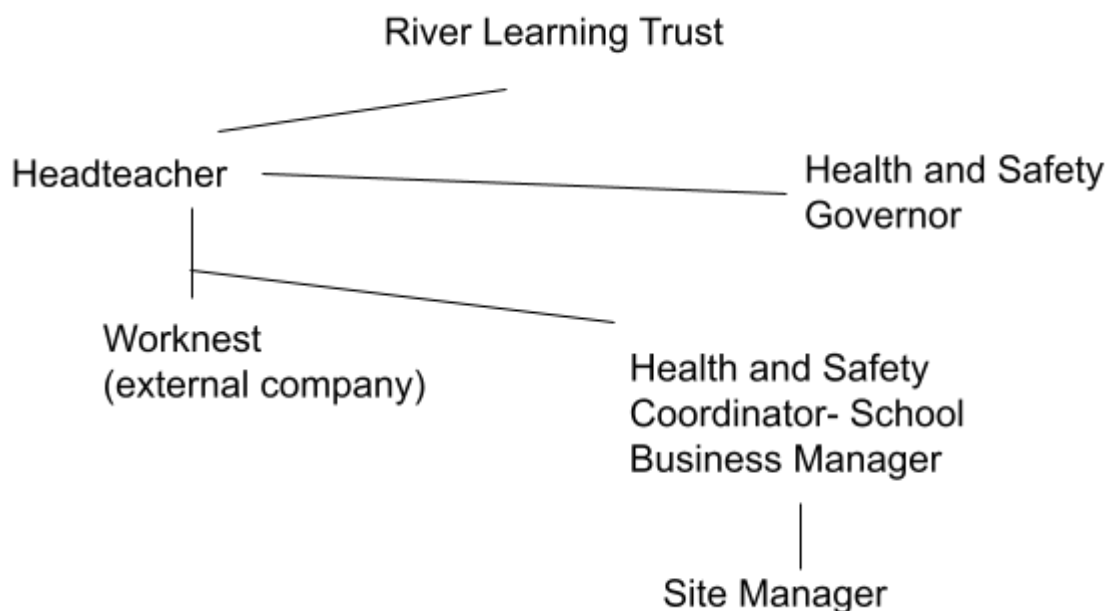 River Learning Trust
Headteacher
Health and Safety
Governor
Worknest
(external company)
Health and Safety
Coordinator- School
Business Manager
Site Manager